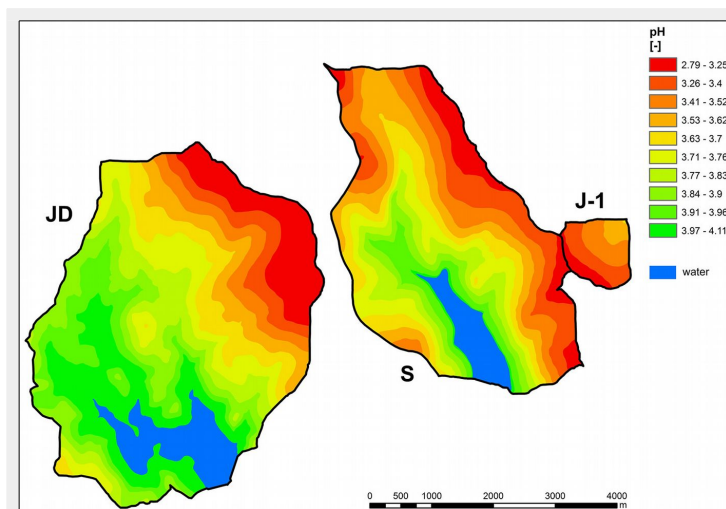 pH
[-]
2.79 - 3.25
3.26 - 3.4
3.41 - 3.52
3.53 - 3.62
3.63 - 3.7
3.71 - 3.76
3.77 - 3.83
3.84 - 3.9
3.91 - 3.96
3.97 - 4.11
water
JD
J-1
S
0 500 1000 2000 3000 4000
m